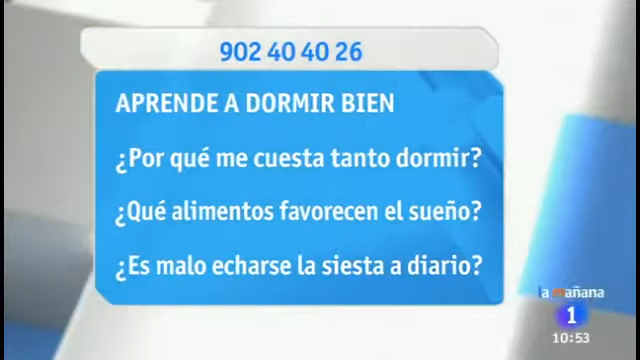 902 40 40 26
APRENDE A DORMIR BIEN
¿Por qué me cuesta tanto dormir?
¿Qué alimentos favorecen el sueño?
¿Es malo echarse la siesta a diario?
la mañana
1
10:53